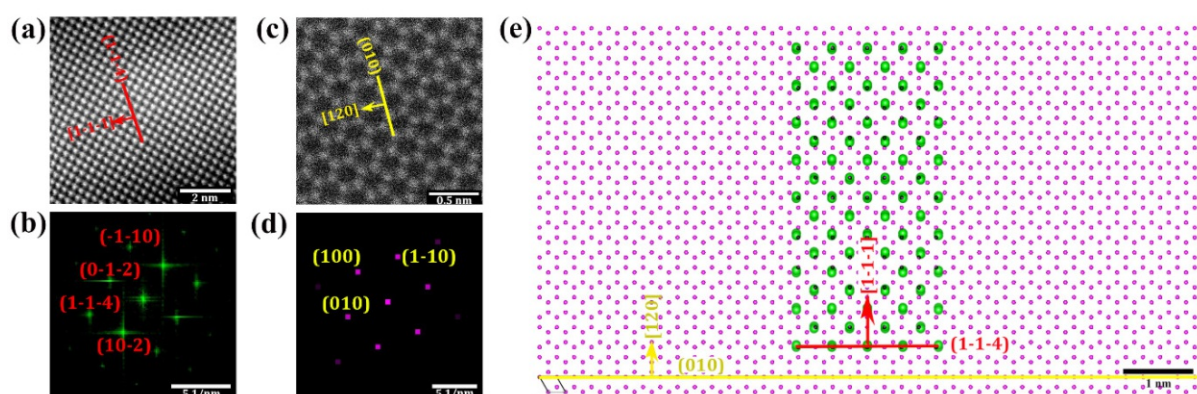 (a)
(1-1-4)
[1-1-1]
2 nm
(b)
(-1-10)
(0-1-2)
(1-1-4)
(10-2)
5 1/nm
(c)
(010)
[120]
0.5 nm
(d)
(100)
(1-10)
(010)
5 1/nm
(e)
[1-1-1]
(1-1-4)
[120]
(010)
1 nm